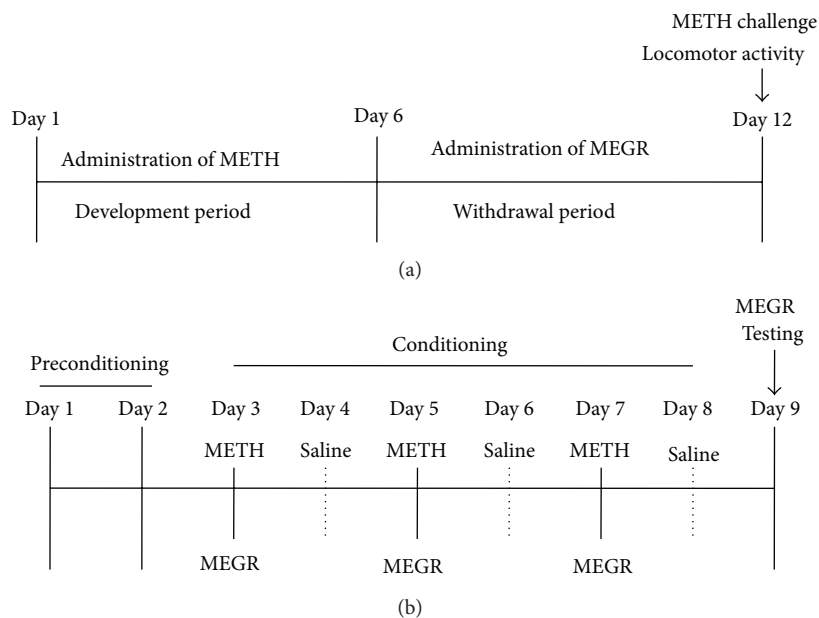 METH challenge
Locomotor activity
Day 1
Day 6
Day 12
Administration of METH
Administration of MEGR
Development period
Withdrawal period
(a)
MEGR
Testing
Preconditioning
Conditioning
Day 1 Day 2 Day 3 Day 4 Day 5 Day 6 Day 7 Day 8 Day 9
METH Saline METH Saline METH Saline
MEGR MEGR MEGR
(b)